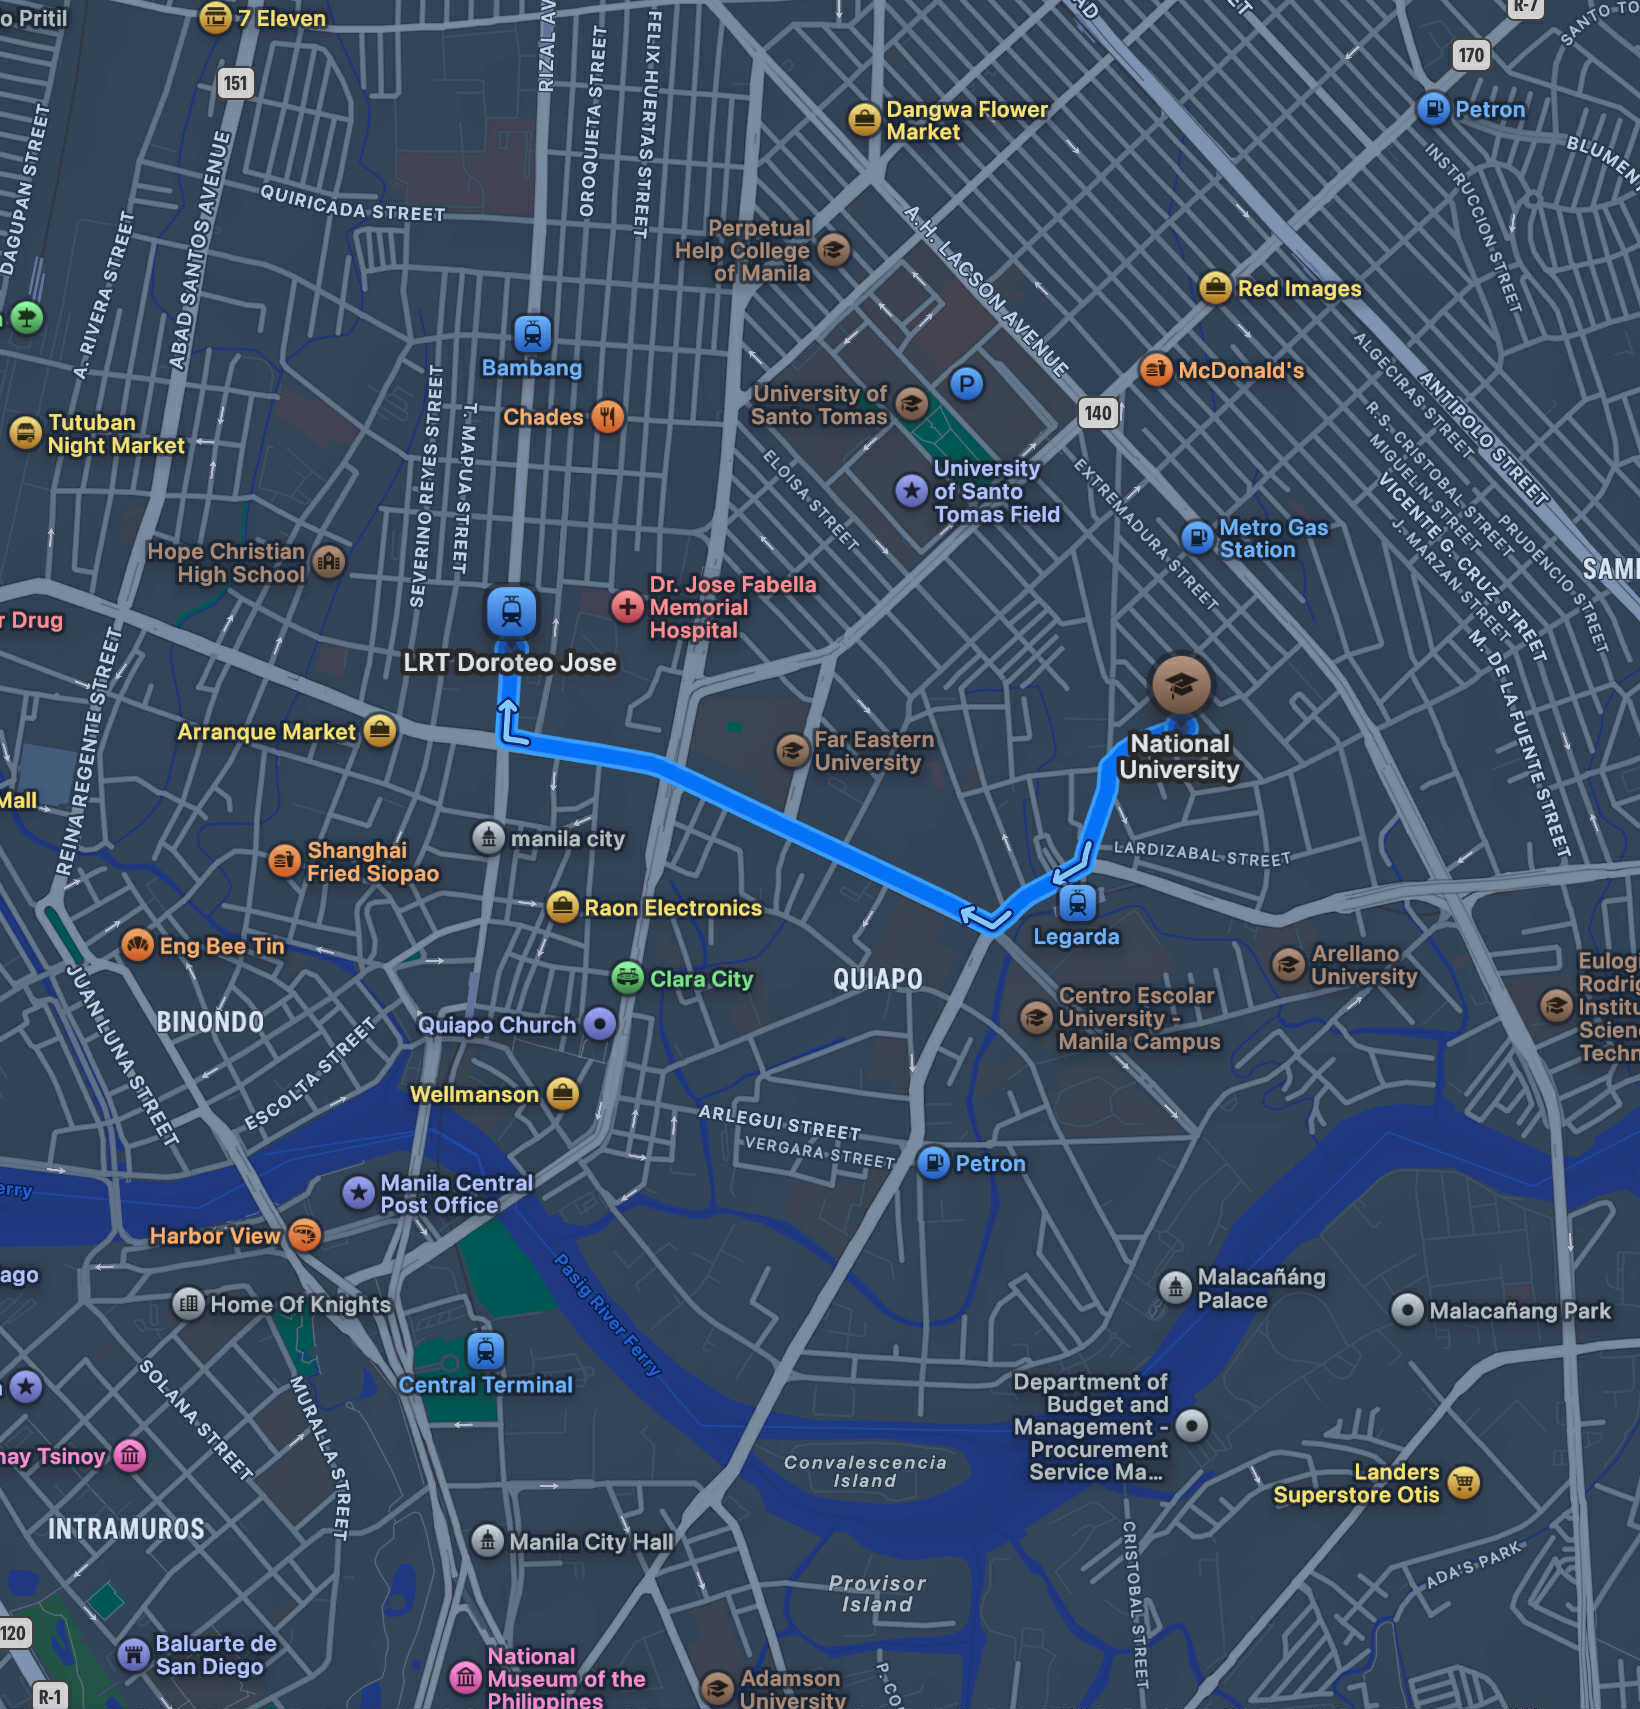 o Pritil
7 Eleven
RIZAL AV
R-7
SANTO TO
170
151
Petron
Dangwa Flower
Market
OROQUIETA STREET
FELIX HUERTAS STREET
DAGUPAN STREET
ABAD SANTOS AVENUE
A. RIVERA STREET
QUIRICADA STREET
BLUMEN
INSTRUCCION STREET
Perpetual
Help College
of Manila
A.H. LACSON AVENUE
Red Images
Bambang
Chades
University of
Santo Tomas
P
McDonald's
140
ALGECIRAS STREET
ANTIPOLO STREET
Tutuban
Night Market
SEVERINO REYES STREET
T. MAPUA STREET
ELOISA STREET
University
of Santo
Tomas Field
EXTREMADURA STREET
R.S. CRISTOBAL STREET
MIGUELIN STREET
VICENTE G. CRUZ STREET
J. MARZAN STREET
PRUDENCIO STREET
Metro Gas
Station
SAM
Hope Christian
High School
r Drug
Dr. Jose Fabella
Memorial
Hospital
LRT Doroteo Jose
M. DE LA FUENTE STREET
REINA REGENTE STREET
Arranque Market
Far Eastern
University
National
University
Mall
manila city
Shanghai
Fried Siopao
LARDIZABAL STREET
Raon Electronics
Legarda
Eng Bee Tin
Clara City
QUIAPO
Arellano
University
Eulogi
Rodrig
Institu
Scien
Techn
Centro Escolar
University -
Manila Campus
BINONDO
Quiapo Church
JUAN LUNA STREET
ESCOLTA STREET
Wellmanson
ARLEGUI STREET
VERGARA STREET
Petron
erry
Manila Central
Post Office
Harbor View
ago
Home Of Knights
Pasig River Ferry
Malacañáng
Palace
Malacañang Park
Central Terminal
SOLANA STREET
MURALLA STREET
Department of
Budget and
Management -
Procurement
Service Ma...
nay Tsinoy
Convalescencia
Island
Landers
Superstore Otis
INTRAMUROS
Manila City Hall
CRISTOBAL STREET
ADA'S PARK
Provisor
Island
120
Baluarte de
San Diego
R-1
National
Museum of the
Philippines
Adamson
University
P. CO